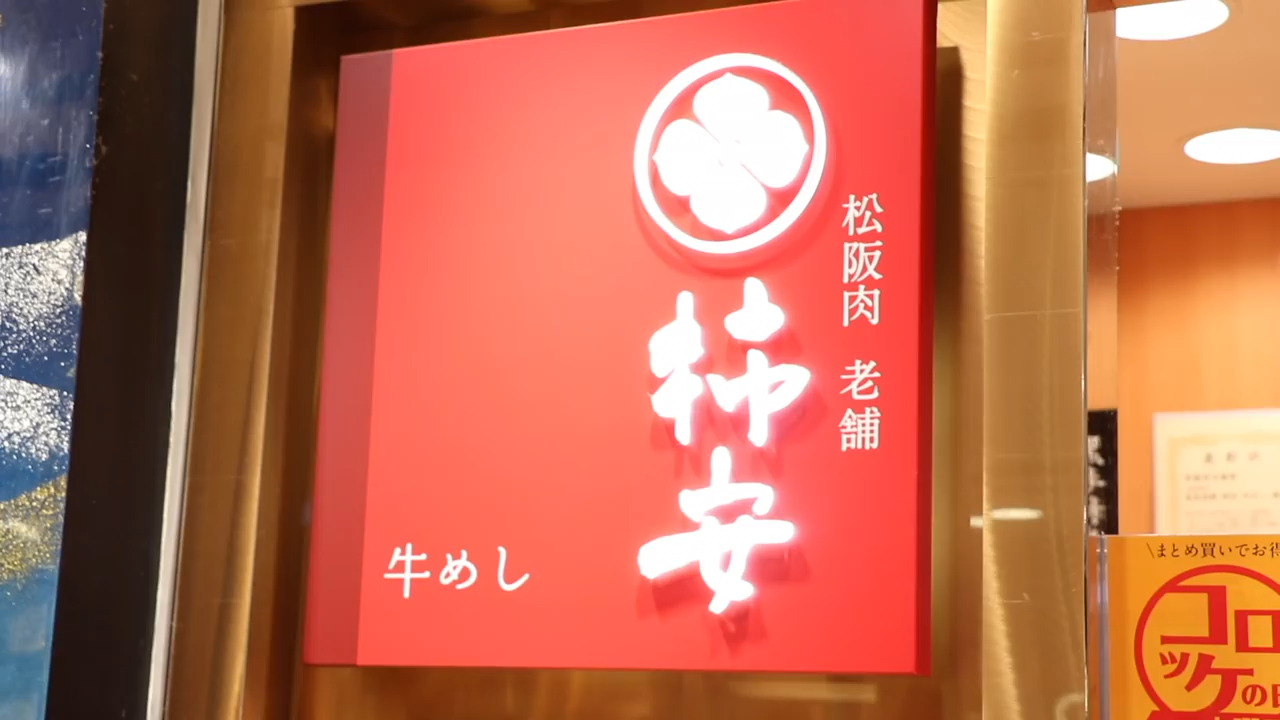 松阪肉 老舗
柿安
牛めし
まとめ買いでお得
コロ
ッケの日